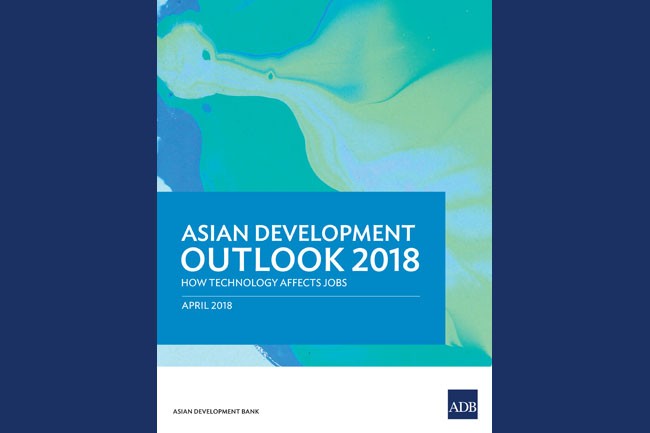 ASIAN DEVELOPMENT
OUTLOOK 2018
HOW TECHNOLOGY AFFECTS JOBS
APRIL 2018
ASIAN DEVELOPMENT BANK
ADB